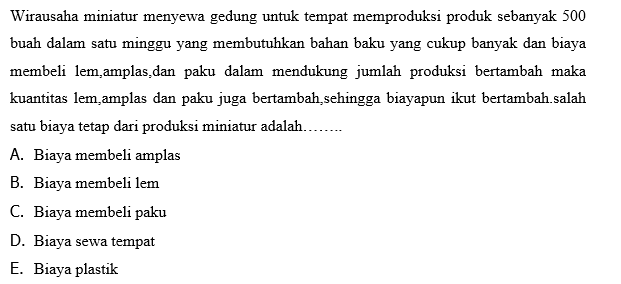 Wirausaha miniatur menyewa gedung untuk tempat memproduksi produk sebanyak 500
buah dalam satu minggu yang membutuhkan bahan baku yang cukup banyak dan biaya
membeli lem,amplas,dan paku dalam mendukung jumlah produksi bertambah maka
kuantitas lem,amplas dan paku juga bertambah,sehingga biayapun ikut bertambah.salah
satu biaya tetap dari produksi miniatur adalah……..
A. Biaya membeli amplas
B. Biaya membeli lem
C. Biaya membeli paku
D. Biaya sewa tempat
E. Biaya plastik